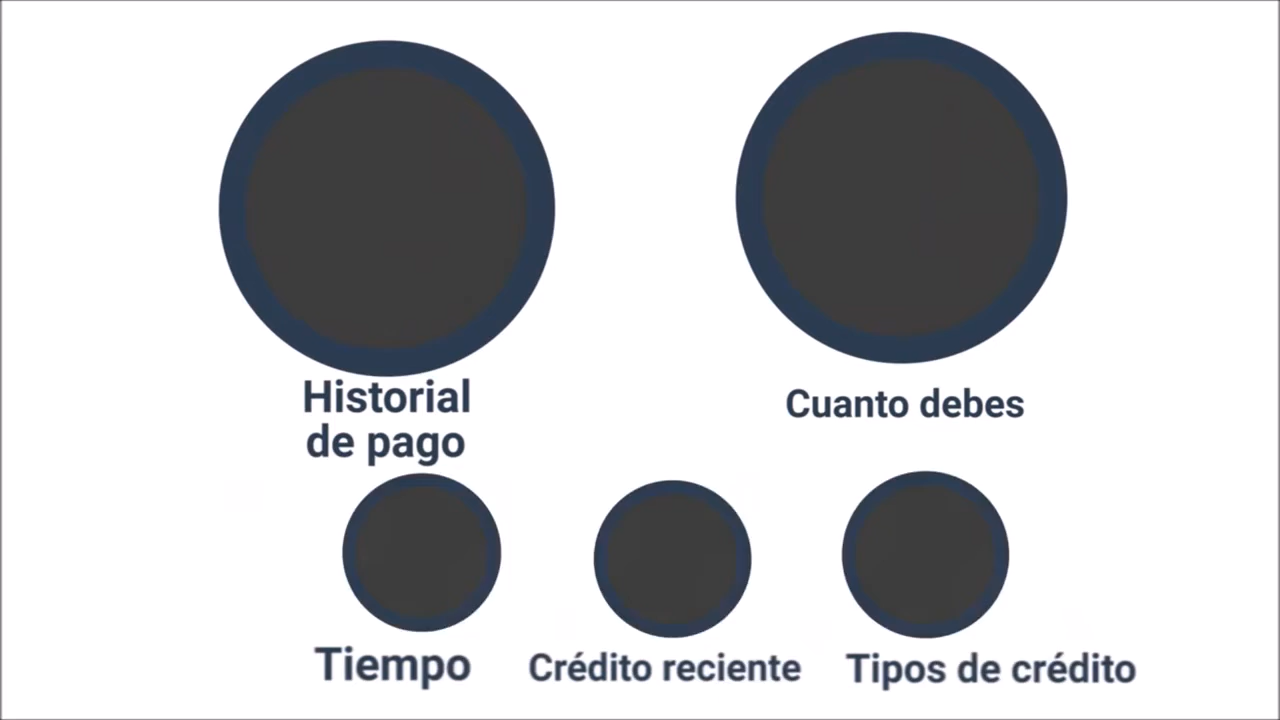 Historial
de pago
Cuanto debes
Tiempo
Crédito reciente
Tipos de crédito